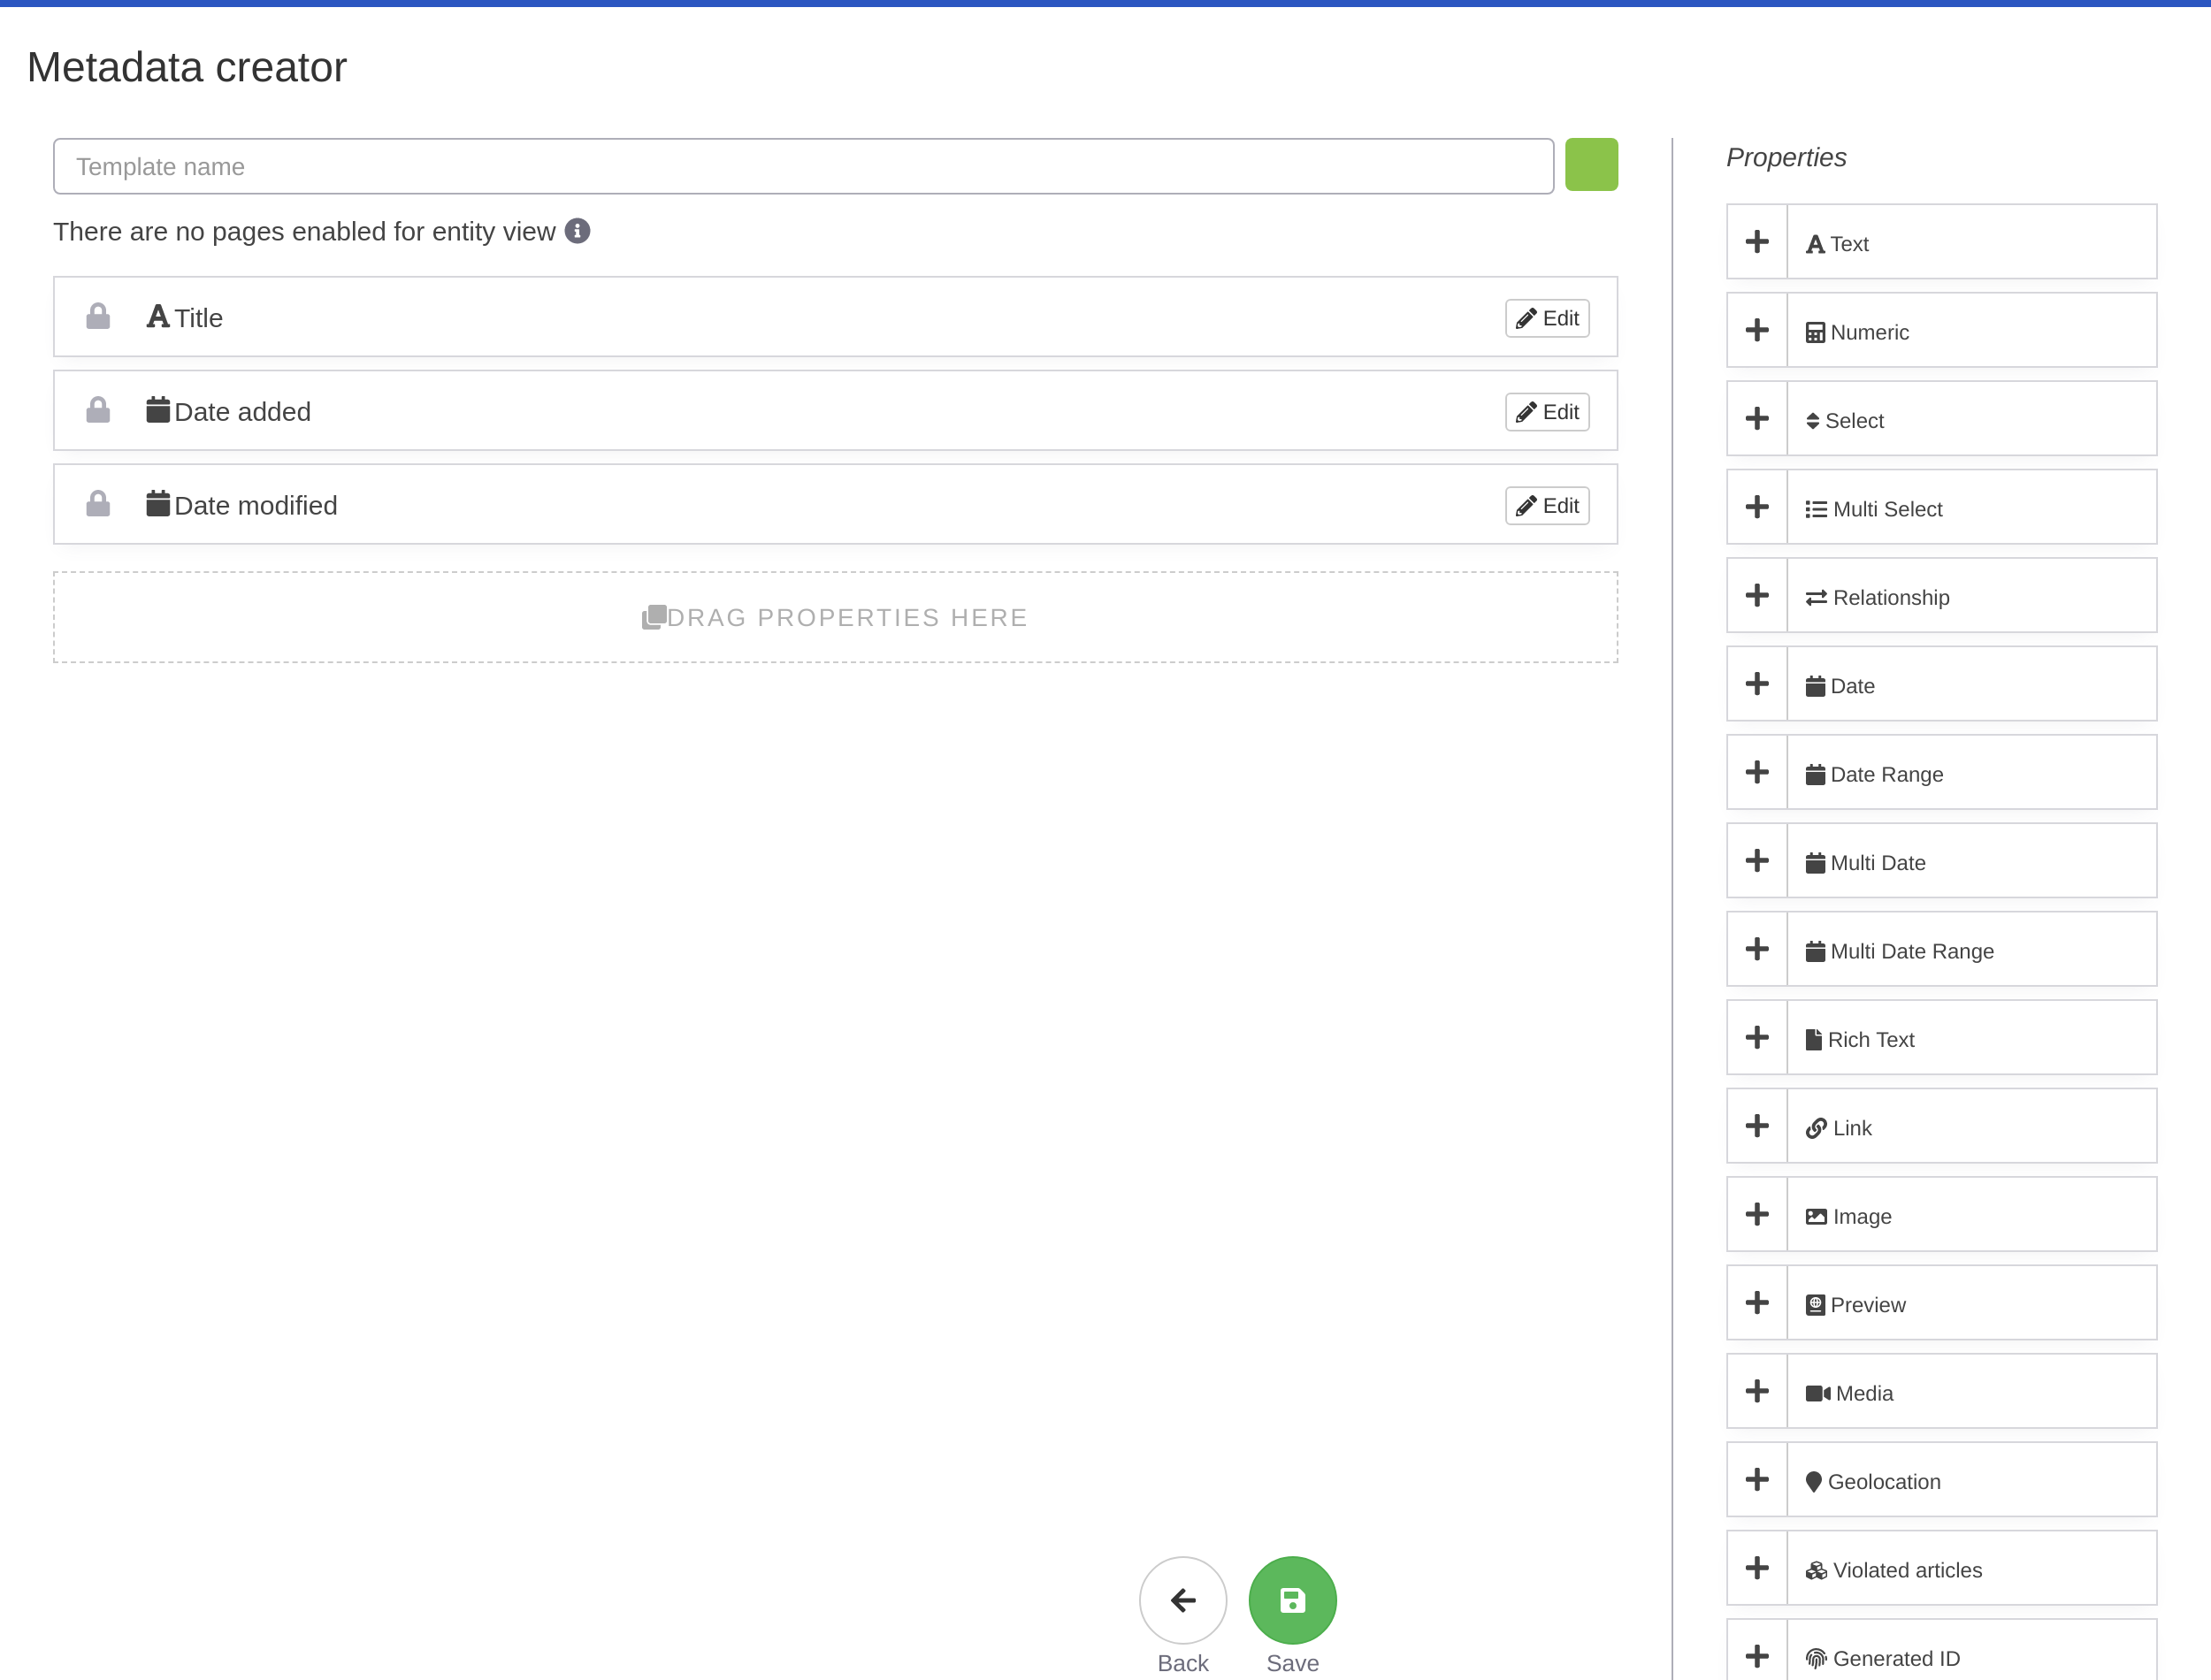 Metadata creator
Template name
There are no pages enabled for entity view
Title
Edit
Date added
Edit
Date modified
Edit
DRAG PROPERTIES HERE
Back
Save
Properties
Text
Numeric
Select
Multi Select
Relationship
Date
Date Range
Multi Date
Multi Date Range
Rich Text
Link
Image
Preview
Media
Geolocation
Violated articles
Generated ID